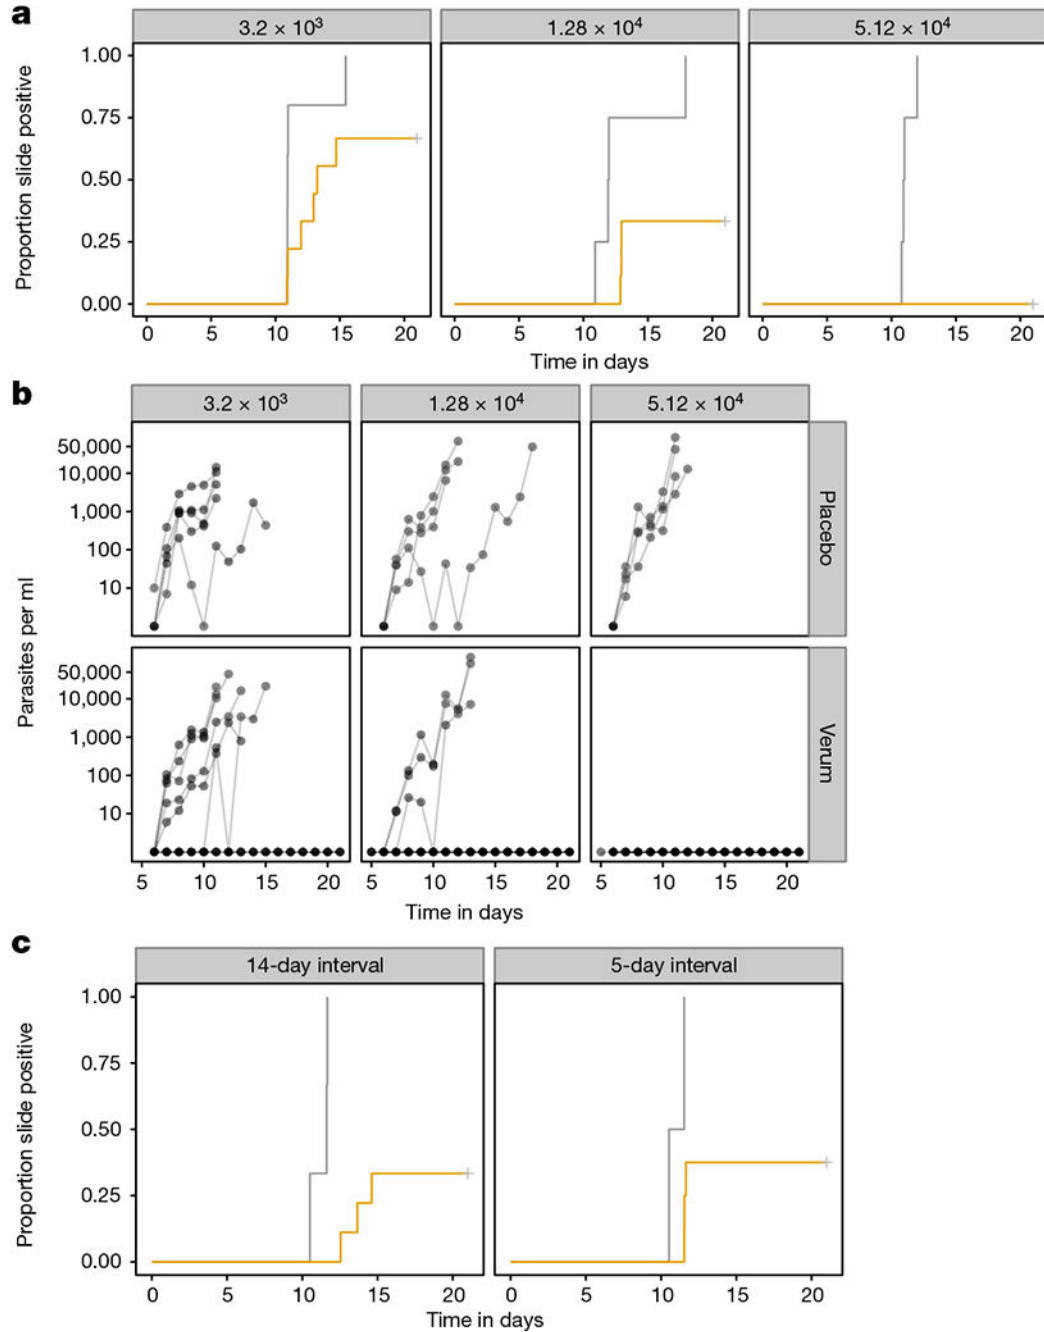 a
3.2 × 10³ 1.28 × 10⁴ 5.12 × 10⁴
Proportion slide positive
1.00
0.75
0.50
0.25
0.00
0 5 10 15 20 0 5 10 15 20 0 5 10 15 20
Time in days
b
3.2 × 10³ 1.28 × 10⁴ 5.12 × 10⁴
Parasites per ml
50,000
10,000
1,000
100
10
Placebo
50,000
10,000
1,000
100
10
Verum
5 10 15 20 5 10 15 20 5 10 15 20
Time in days
c
14-day interval 5-day interval
Proportion slide positive
1.00
0.75
0.50
0.25
0.00
0 5 10 15 20 0 5 10 15 20
Time in days